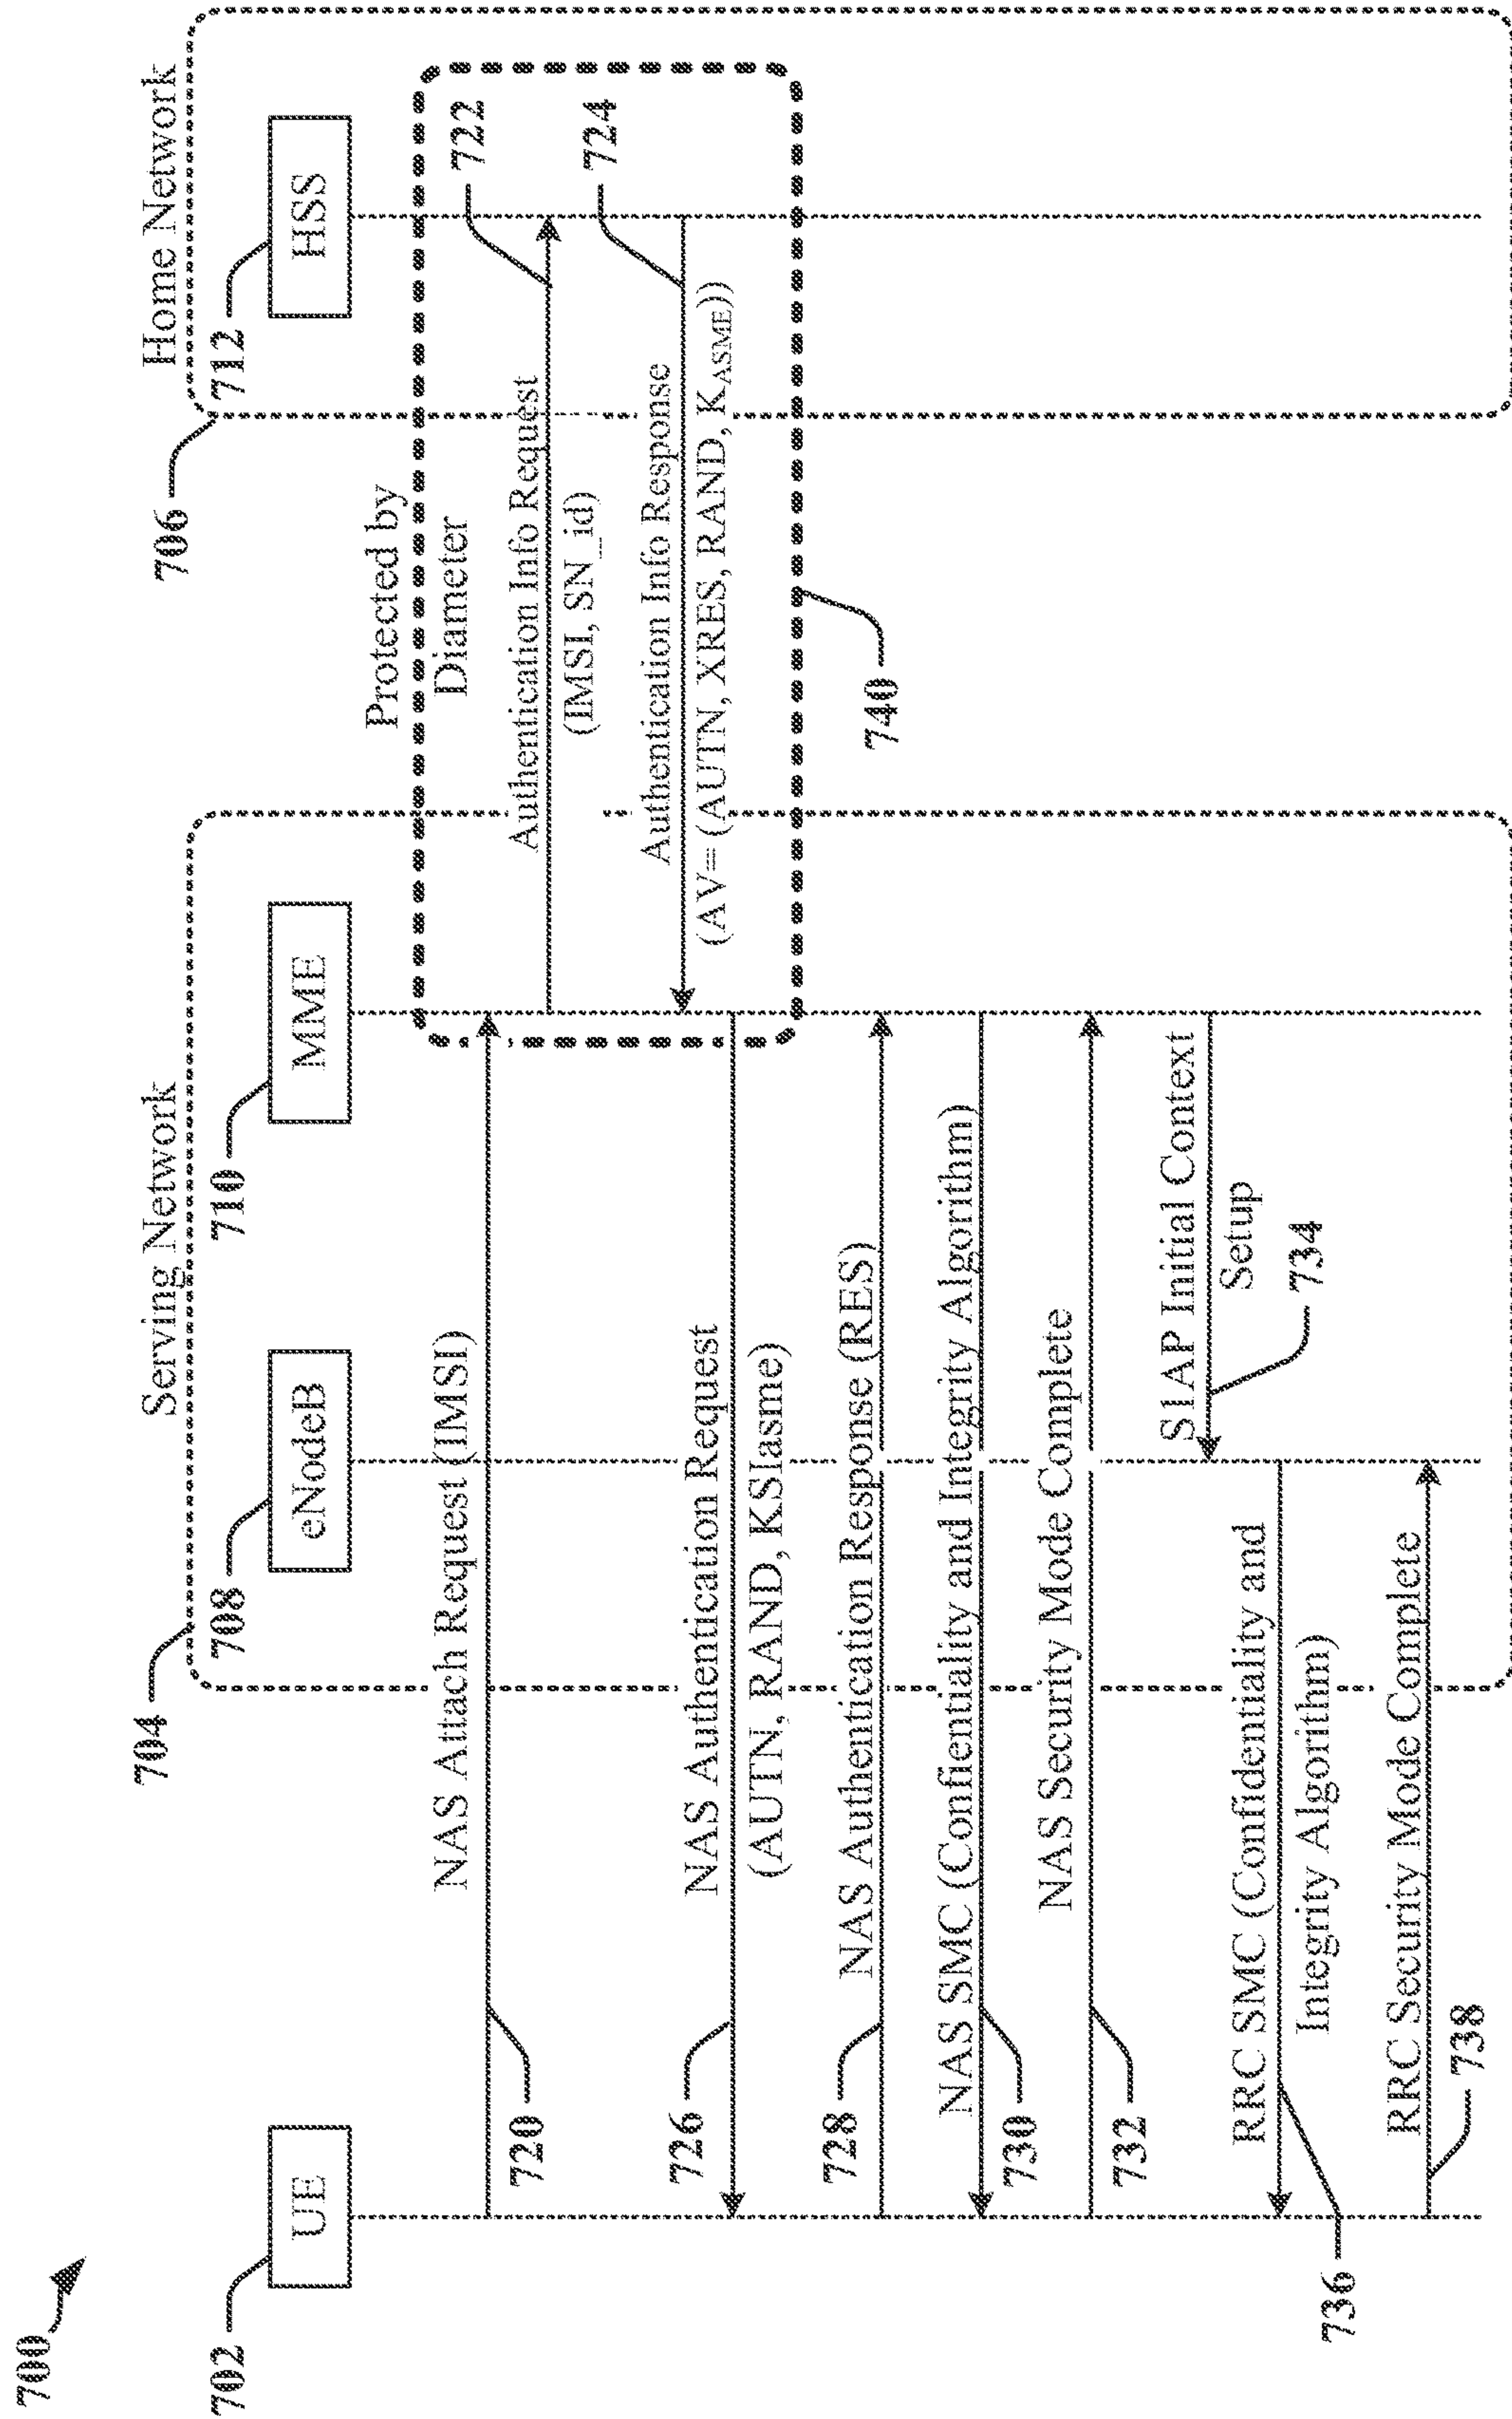 700
Serving Network
Home Network
704
706
702
708
710
712
UE
eNodeB
MME
HSS
Protected by
Diameter
NAS Attach Request (IMSI)
720
722
Authentication Info Request
(IMSI, SN_id)
724
Authentication Info Response
(AV= (AUTN, XRES, RAND, KASME))
740
NAS Authentication Request
(AUTN, RAND, KSIasme)
726
NAS Authentication Response (RES)
728
NAS SMC (Confientiality and Integrity Algorithm)
730
NAS Security Mode Complete
732
S1AP Initial Context
Setup
734
RRC SMC (Confidentiality and
Integrity Algorithm)
736
RRC Security Mode Complete
738